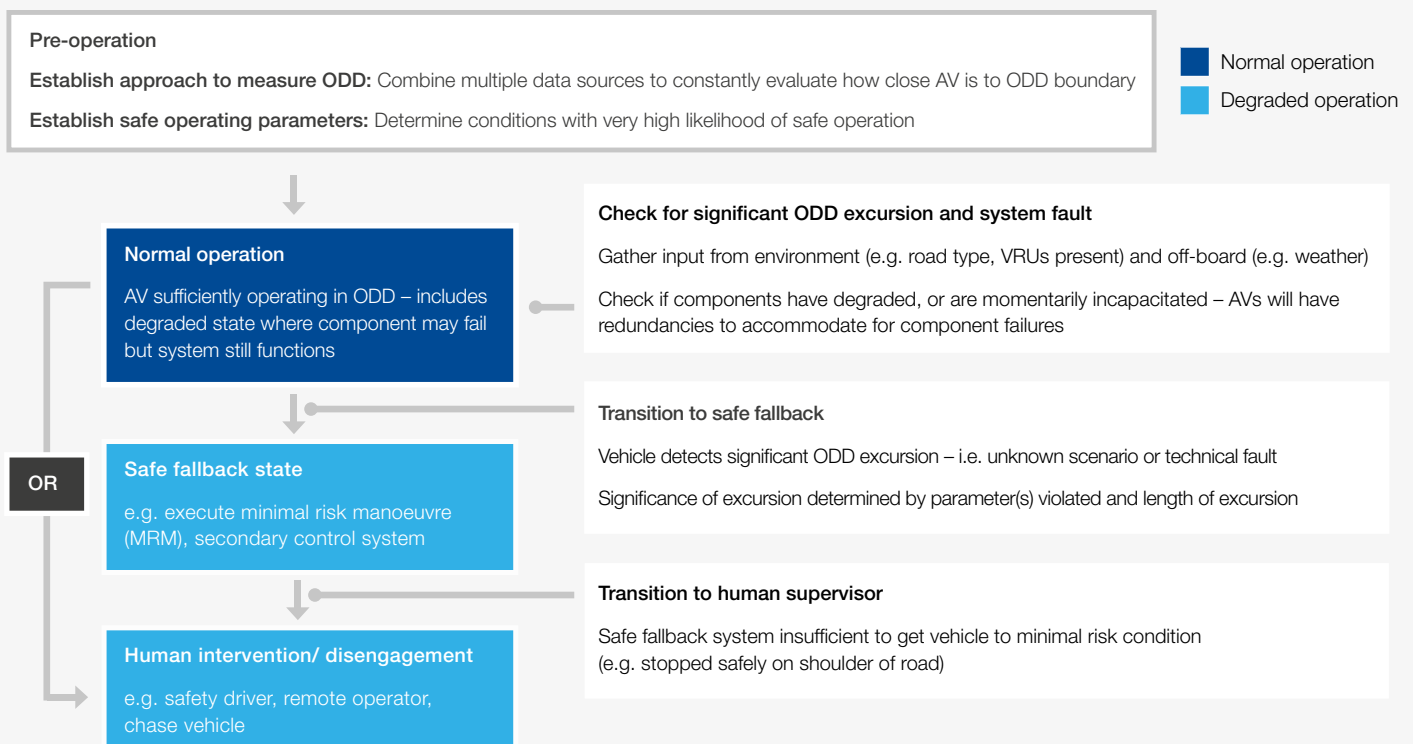 Pre-operation
Establish approach to measure ODD: Combine multiple data sources to constantly evaluate how close AV is to ODD boundary
Establish safe operating parameters: Determine conditions with very high likelihood of safe operation
Normal operation
Degraded operation
Normal operation
AV sufficiently operating in ODD – includes
degraded state where component may fail
but system still functions
Check for significant ODD excursion and system fault
Gather input from environment (e.g. road type, VRUs present) and off-board (e.g. weather)
Check if components have degraded, or are momentarily incapacitated – AVs will have
redundancies to accommodate for component failures
Transition to safe fallback
Vehicle detects significant ODD excursion – i.e. unknown scenario or technical fault
Significance of excursion determined by parameter(s) violated and length of excursion
OR
Safe fallback state
e.g. execute minimal risk manoeuvre
(MRM), secondary control system
Transition to human supervisor
Safe fallback system insufficient to get vehicle to minimal risk condition
(e.g. stopped safely on shoulder of road)
Human intervention/ disengagement
e.g. safety driver, remote operator,
chase vehicle